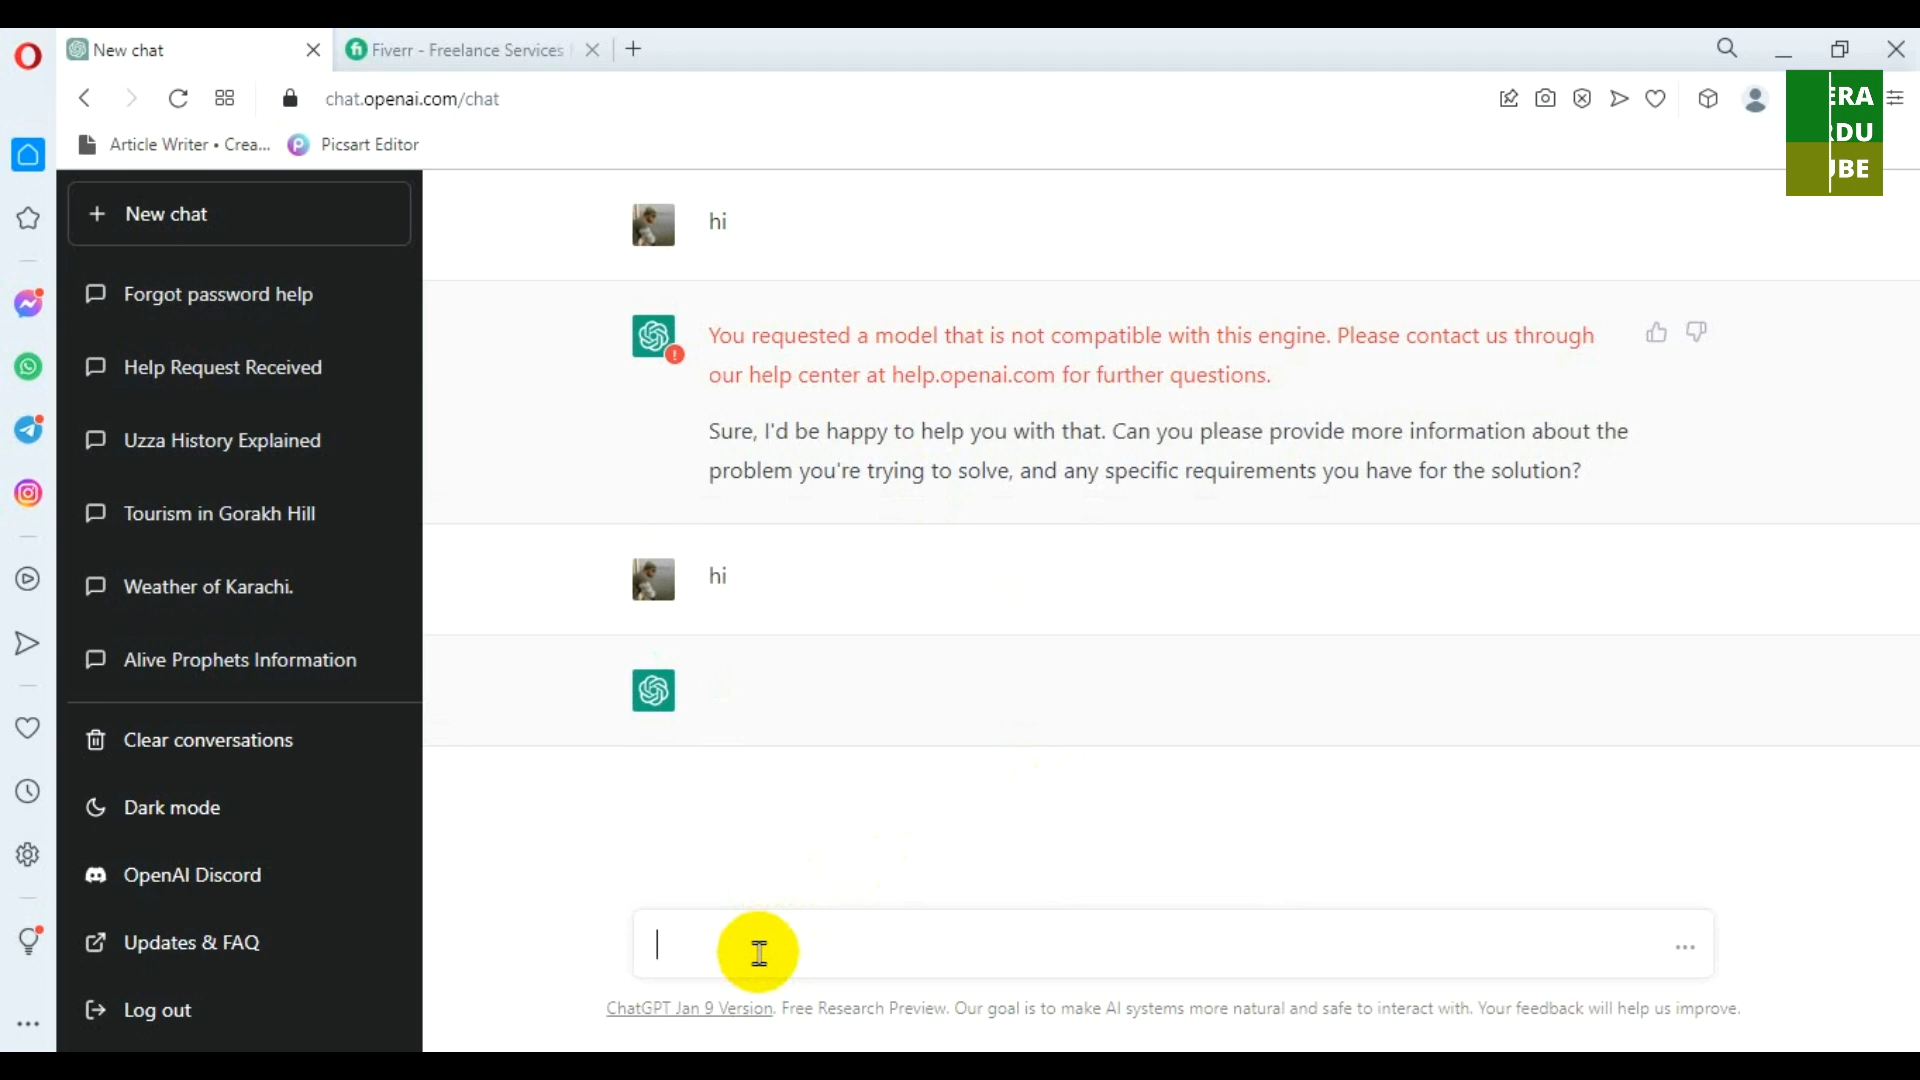 New chat
Fiverr - Freelance Services
chat.openai.com/chat
ERA
RDU
UBE
Article Writer • Crea...
Picsart Editor
New chat
Forgot password help
Help Request Received
Uzza History Explained
Tourism in Gorakh Hill
Weather of Karachi.
Alive Prophets Information
Clear conversations
Dark mode
OpenAI Discord
Updates & FAQ
Log out
hi
You requested a model that is not compatible with this engine. Please contact us through
our help center at help.openai.com for further questions.
Sure, I'd be happy to help you with that. Can you please provide more information about the
problem you're trying to solve, and any specific requirements you have for the solution?
hi
ChatGPT Jan 9 Version. Free Research Preview. Our goal is to make AI systems more natural and safe to interact with. Your feedback will help us improve.